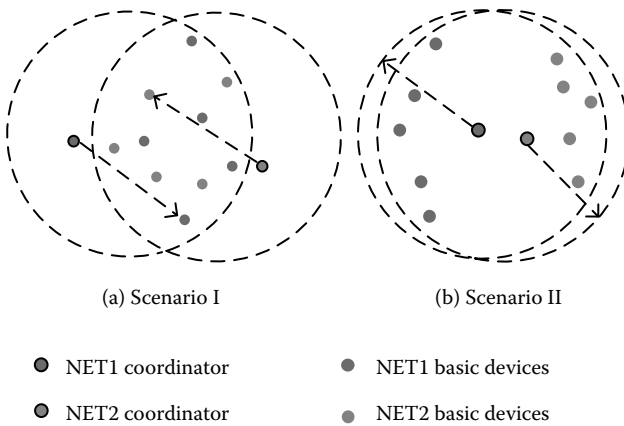 (a) Scenario I
(b) Scenario II
NET1 coordinator
NET1 basic devices
NET2 coordinator
NET2 basic devices